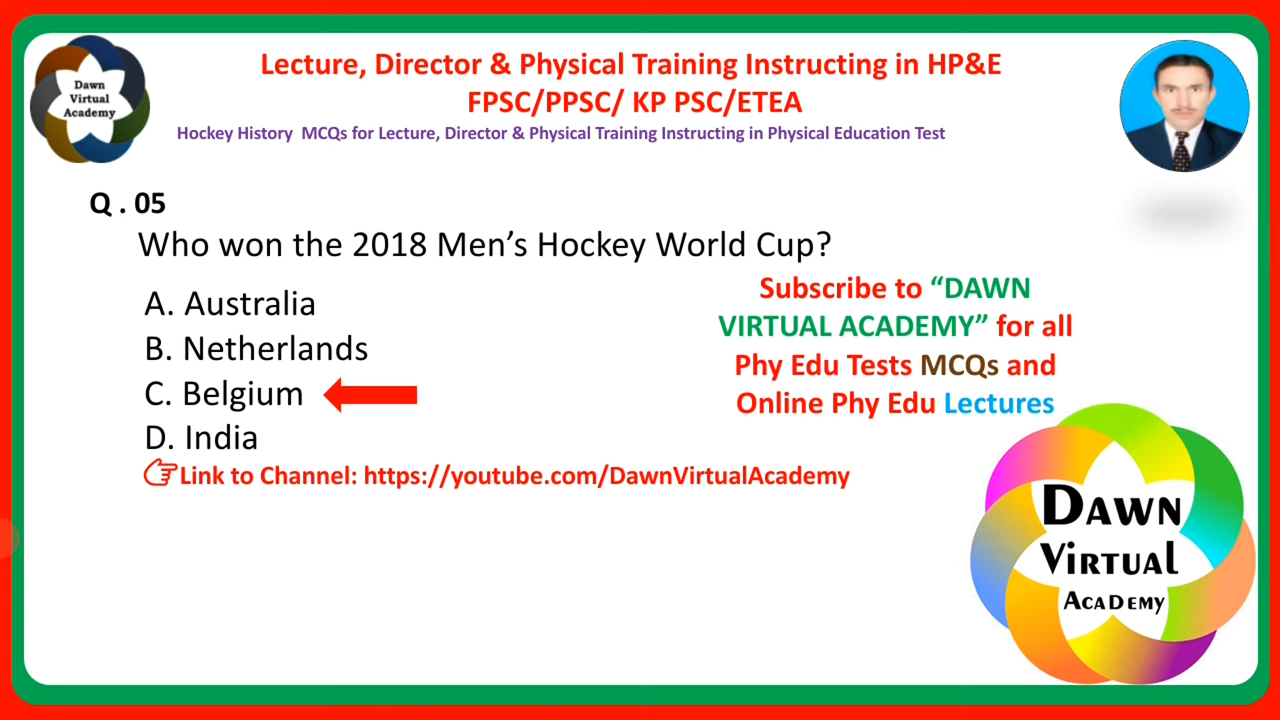 Dawn
Virtual
Academy
Lecture, Director & Physical Training Instructing in HP&E
FPSC/PPSC/ KP PSC/ETEA
Hockey History  MCQs for Lecture, Director & Physical Training Instructing in Physical Education Test
Q . 05
Who won the 2018 Men’s Hockey World Cup?
A. Australia
B. Netherlands
C. Belgium
D. India
Subscribe to “DAWN
VIRTUAL ACADEMY” for all
Phy Edu Tests MCQs and
Online Phy Edu Lectures
Link to Channel: https://youtube.com/DawnVirtualAcademy
DAWN
VIRTUAL
ACADEMY